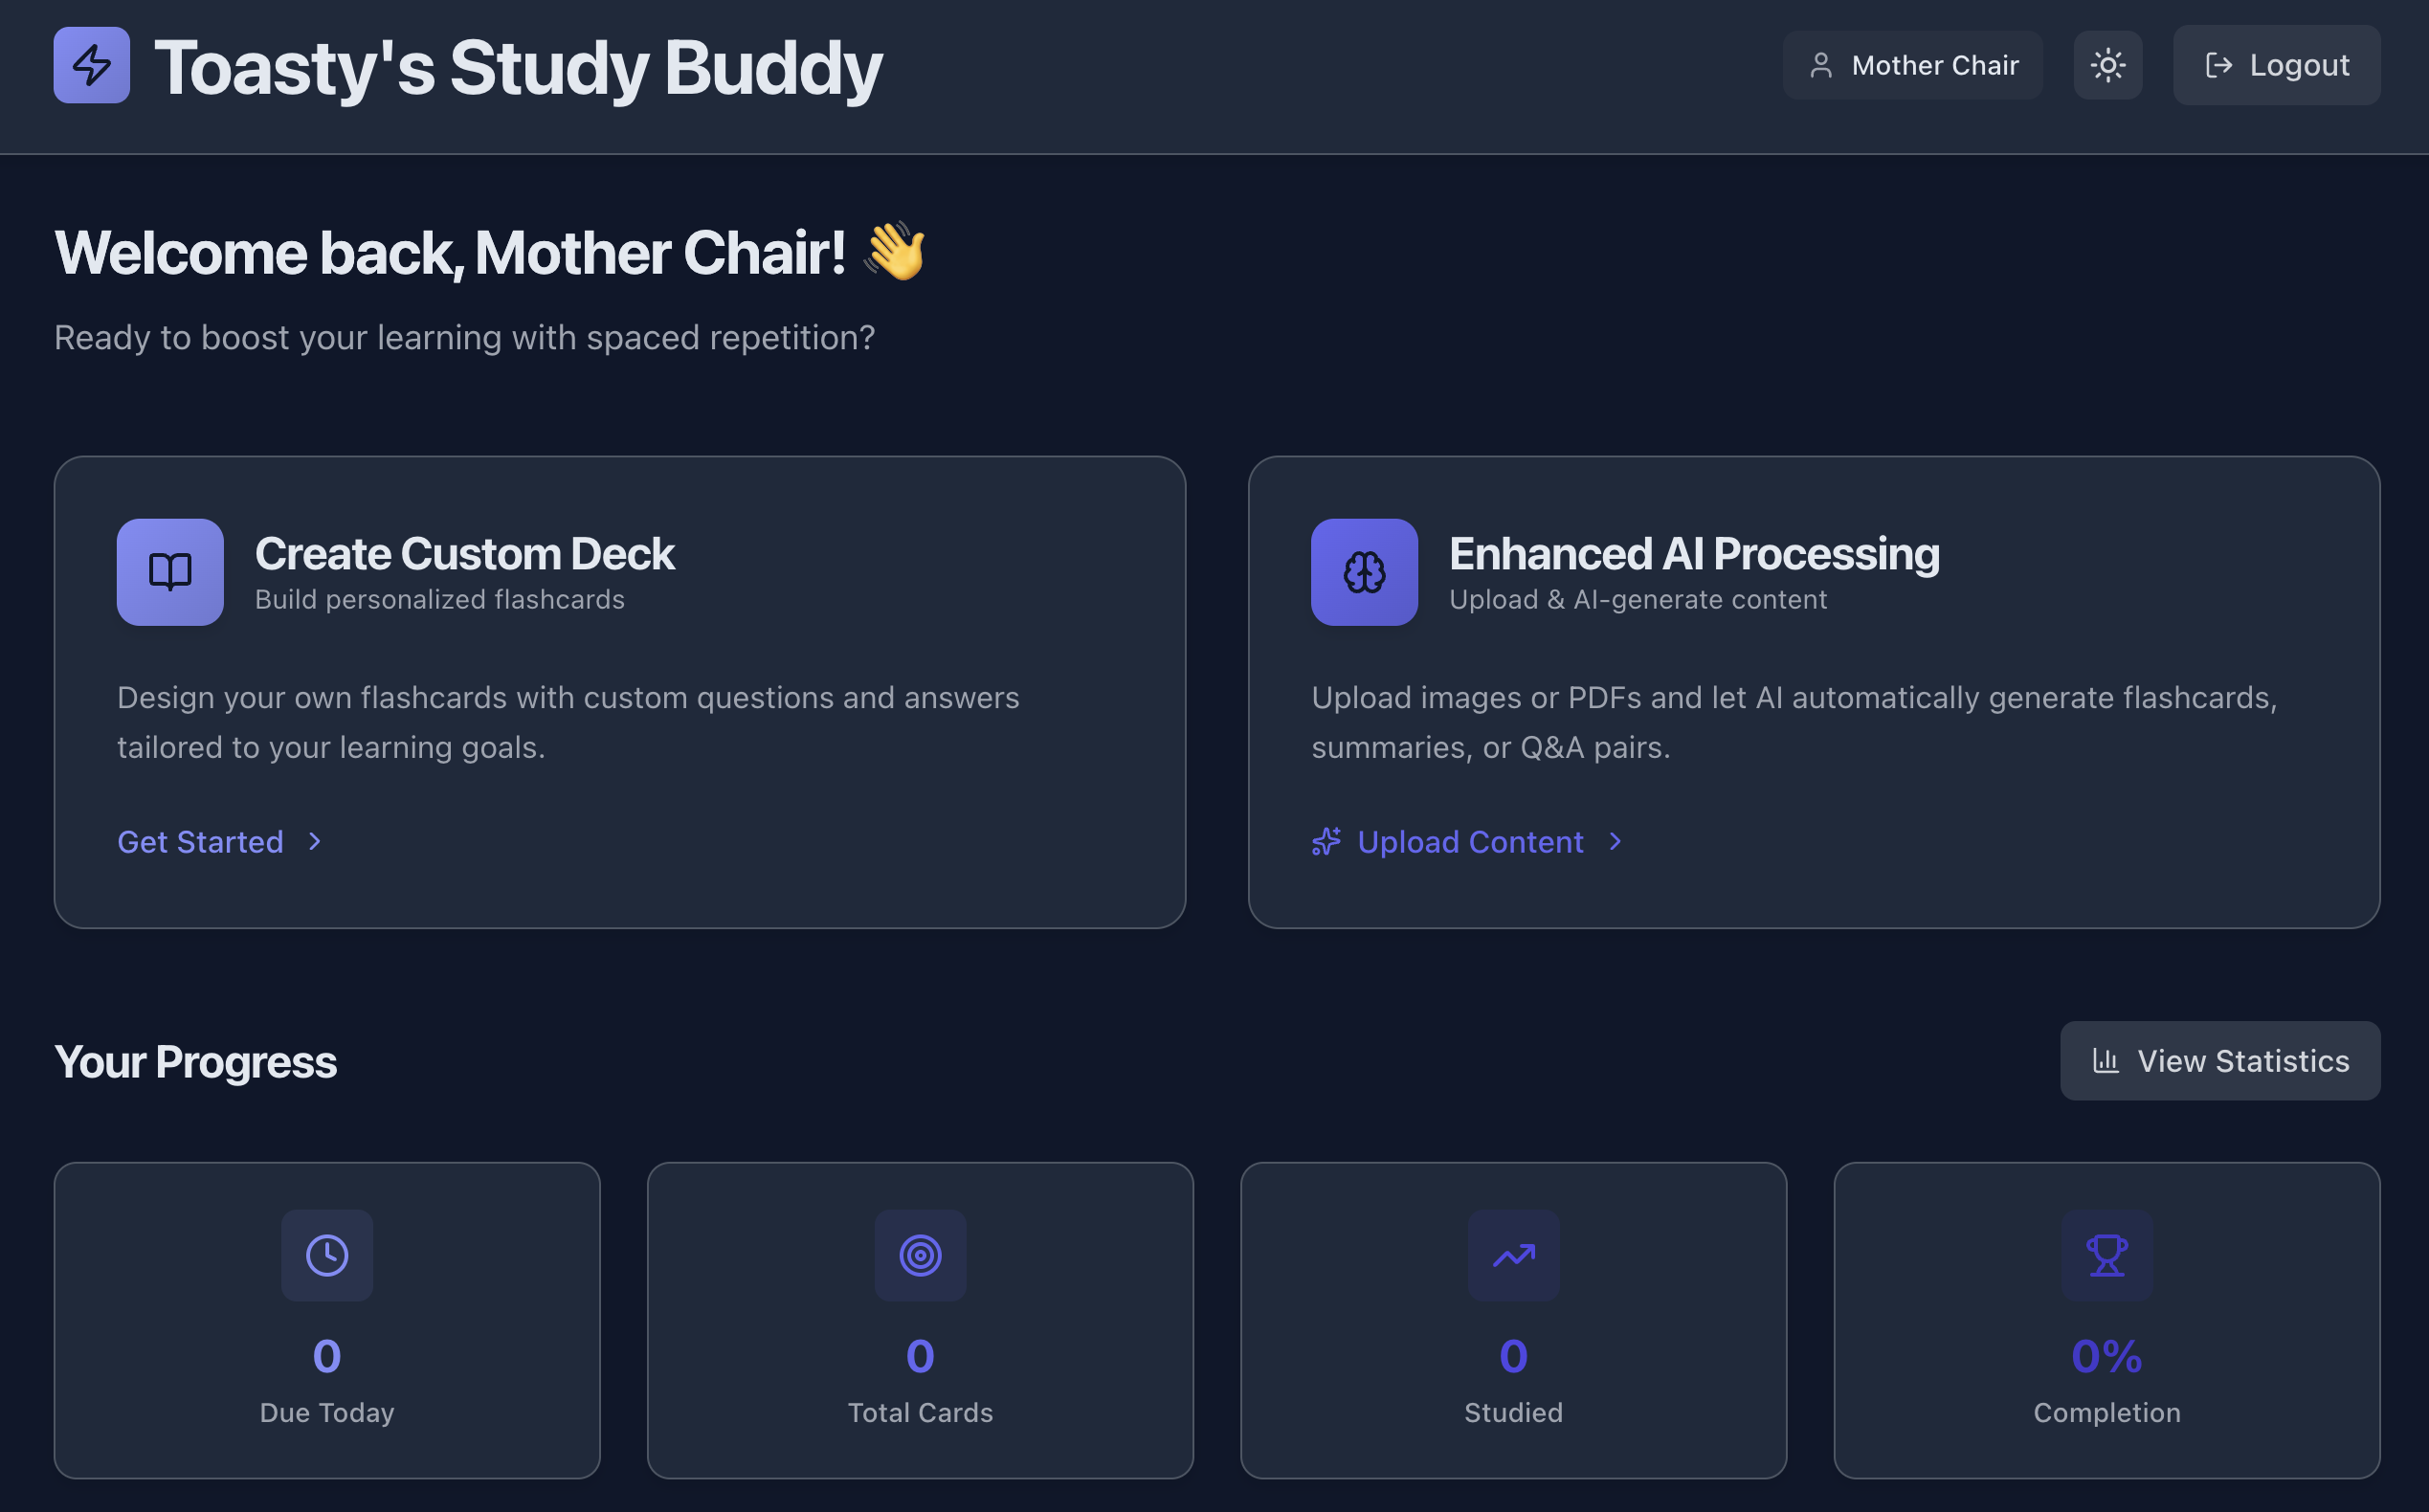 Toasty's Study Buddy
Mother Chair
Logout
Welcome back, Mother Chair! 👋
Ready to boost your learning with spaced repetition?
Create Custom Deck
Build personalized flashcards
Design your own flashcards with custom questions and answers
tailored to your learning goals.
Get Started
Enhanced AI Processing
Upload & AI-generate content
Upload images or PDFs and let AI automatically generate flashcards,
summaries, or Q&A pairs.
Upload Content
Your Progress
View Statistics
0
Due Today
0
Total Cards
0
Studied
0%
Completion